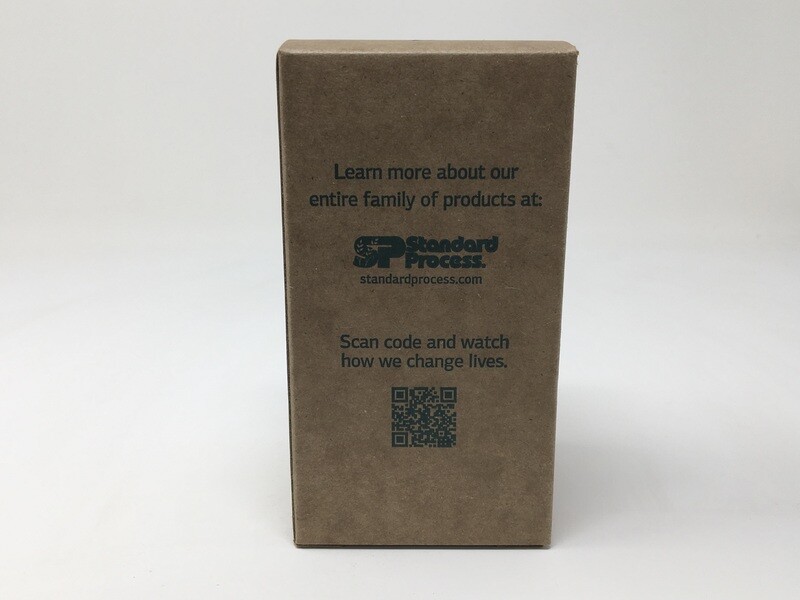 Learn more about our
entire family of products at:
SP Standard
Process.
standardprocess.com
Scan code and watch
how we change lives.